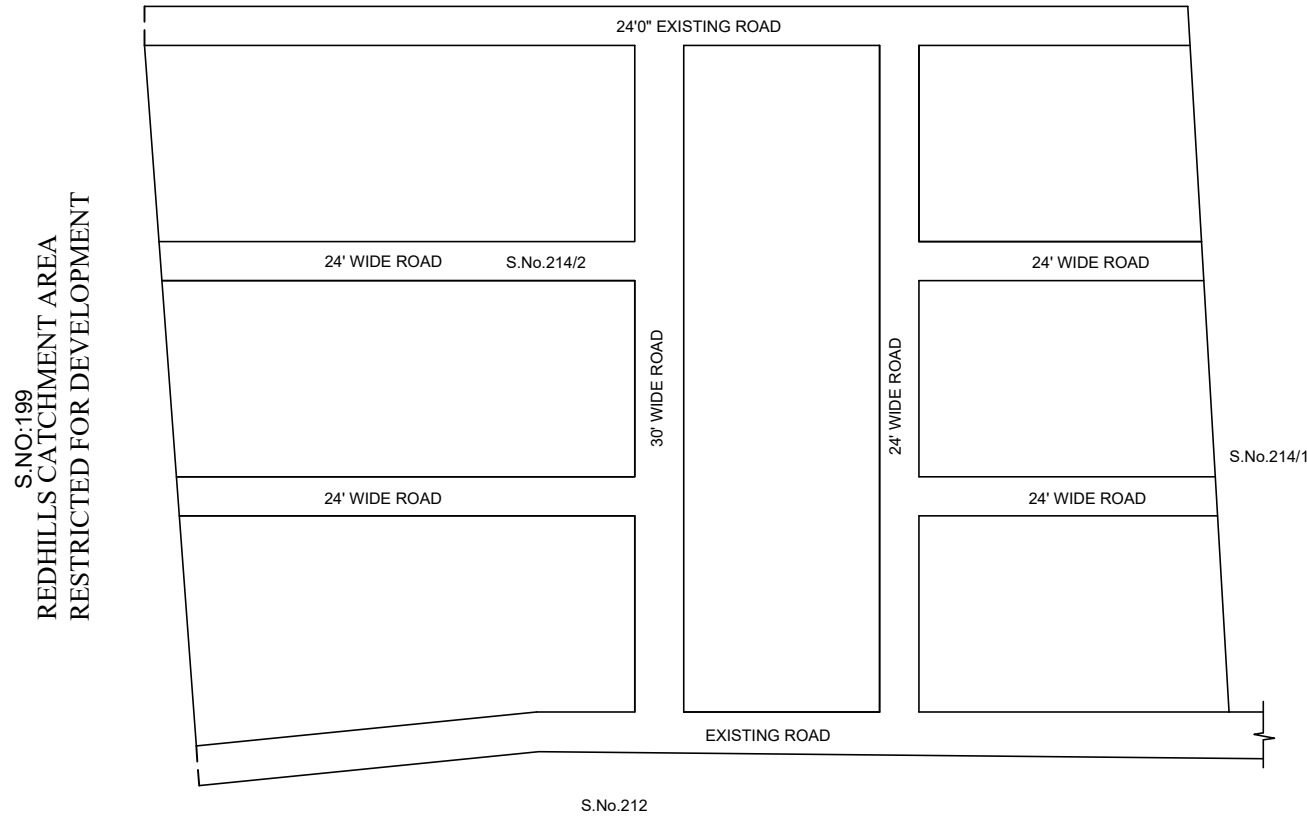 24'0" EXISTING ROAD
24' WIDE ROAD
S.No.214/2
24' WIDE ROAD
S.NO:199
REDHILLS CATCHMENT AREA
RESTRICTED FOR DEVELOPMENT
30' WIDE ROAD
24' WIDE ROAD
S.No.214/1
24' WIDE ROAD
24' WIDE ROAD
EXISTING ROAD
S.No.212